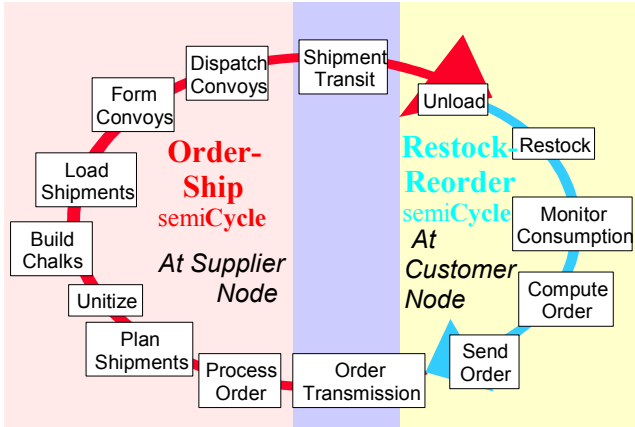 Dispatch
Convoys
Shipment
Transit
Form
Convoys
Unload
Load
Shipments
Order-
Ship
semiCycle
Restock-
Reorder
semiCycle
Restock
Build
Chalks
At Supplier
Node
At
Customer
Node
Monitor
Consumption
Unitize
Compute
Order
Plan
Shipments
Process
Order
Order
Transmission
Send
Order